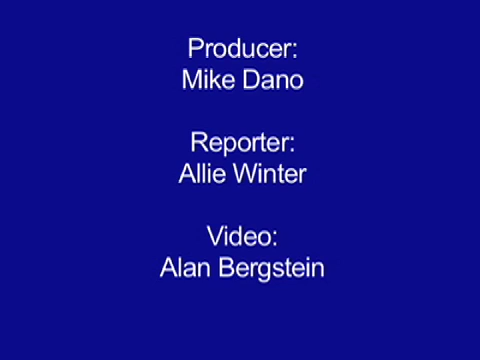 Producer:
Mike Dano
Reporter:
Allie Winter
Video:
Alan Bergstein